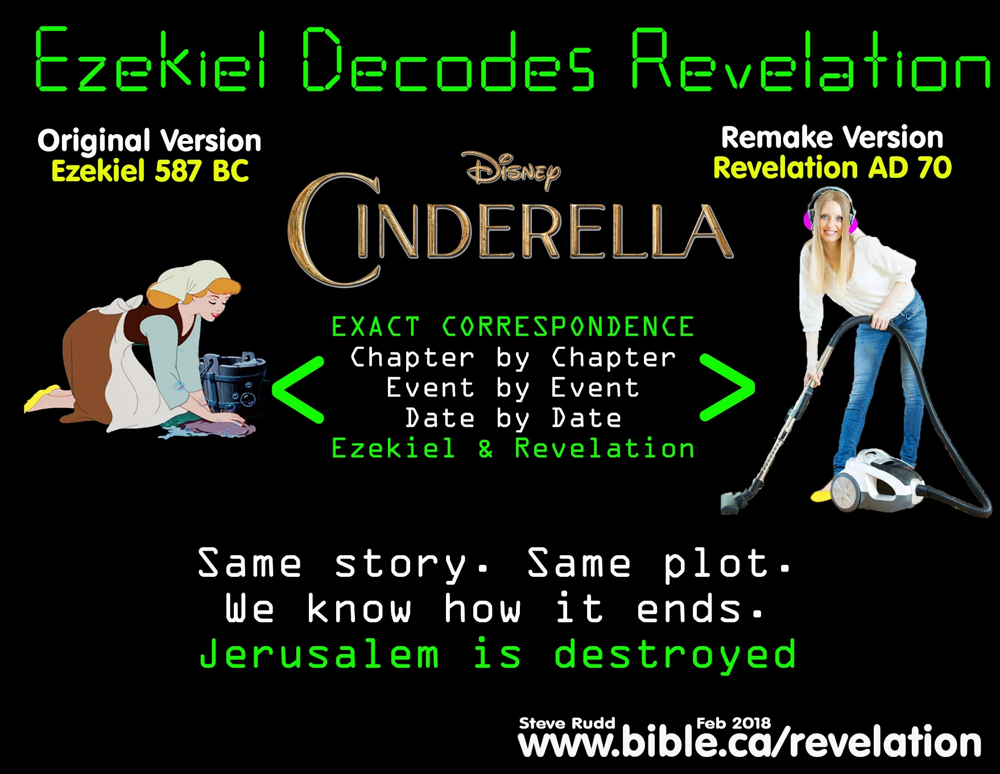 Ezekiel Decodes Revelation
Original Version
Ezekiel 587 BC
Remake Version
Revelation AD 70
Disney
CINDERELLA
EXACT CORRESPONDENCE
Chapter by Chapter
Event by Event
Date by Date
Ezekiel & Revelation
< >
Same story. Same plot.
We know how it ends.
Jerusalem is destroyed
Steve Rudd Feb 2018
www.bible.ca/revelation